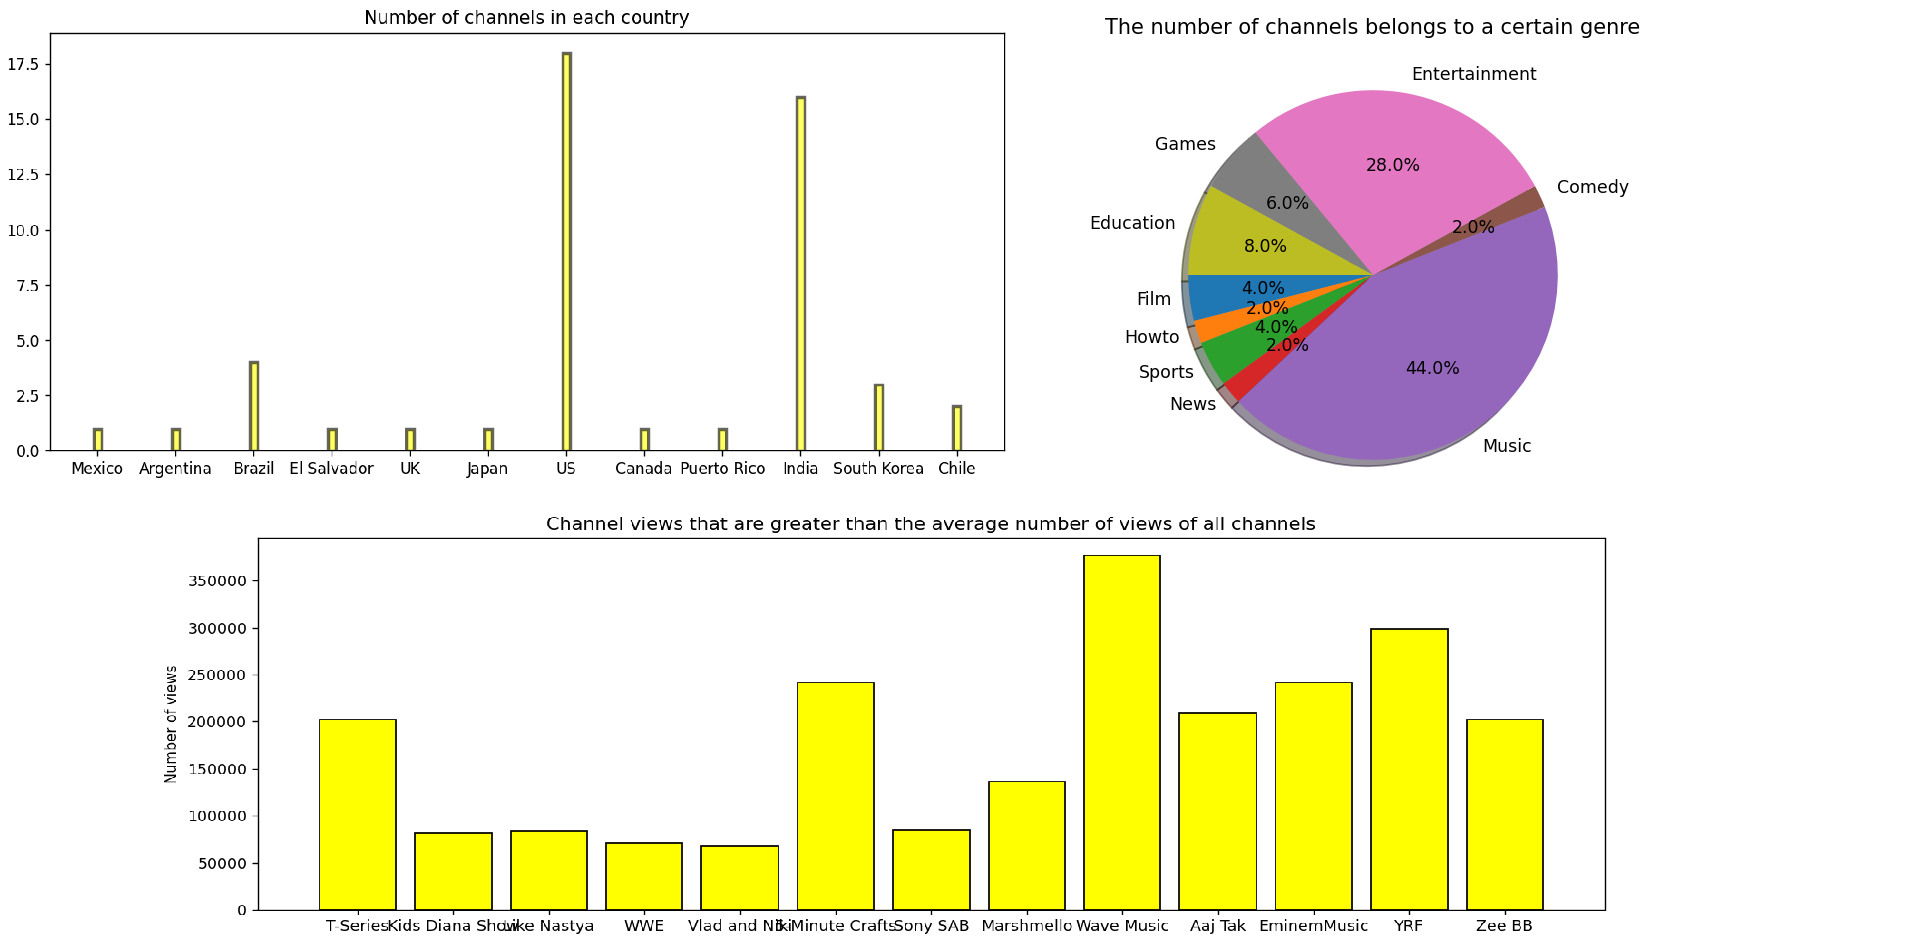 Number of channels in each country
17.5
15.0
12.5
10.0
7.5
5.0
2.5
0.0
Mexico Argentina Brazil El Salvador UK Japan US Canada Puerto Rico India South Korea Chile
The number of channels belongs to a certain genre
Entertainment
Games
28.0%
Comedy
6.0%
Education
2.0%
8.0%
Film
4.0%
2.0%
Howto
4.0%
2.0%
Sports
44.0%
News
Music
Channel views that are greater than the average number of views of all channels
Number of views
350000
300000
250000
200000
150000
100000
50000
0
T-Series Kids Diana Show Like Nastya WWE Vlad and Niki 5-Minute Crafts Sony SAB Marshmello Wave Music Aaj Tak EminemMusic YRF Zee BB